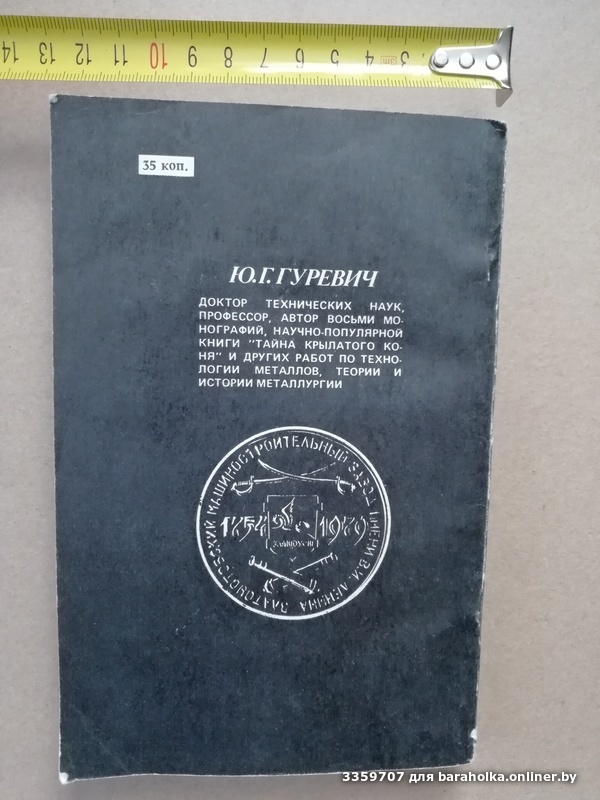 14 13 12 11 10 9 8 7 6 5 4 3
35 коп.
Ю.Г. ГУРЕВИЧ
ДОКТОР ТЕХНИЧЕСКИХ НАУК,
ПРОФЕССОР, АВТОР ВОСЬМИ МО-
НОГРАФИЙ, НАУЧНО-ПОПУЛЯРНОЙ
КНИГИ "ТАЙНА КРЫЛАТОГО КО-
НЯ" И ДРУГИХ РАБОТ ПО ТЕХНО-
ЛОГИИ МЕТАЛЛОВ, ТЕОРИИ И
ИСТОРИИ МЕТАЛЛУРГИИ
ЗЛАТОУСТОВСКИЙ МАШИНОСТРОИТЕЛЬНЫЙ ЗАВОД ИМЕНИ В.И. ЛЕНИНА
1754 1979
3359707 для baraholka.onliner.by